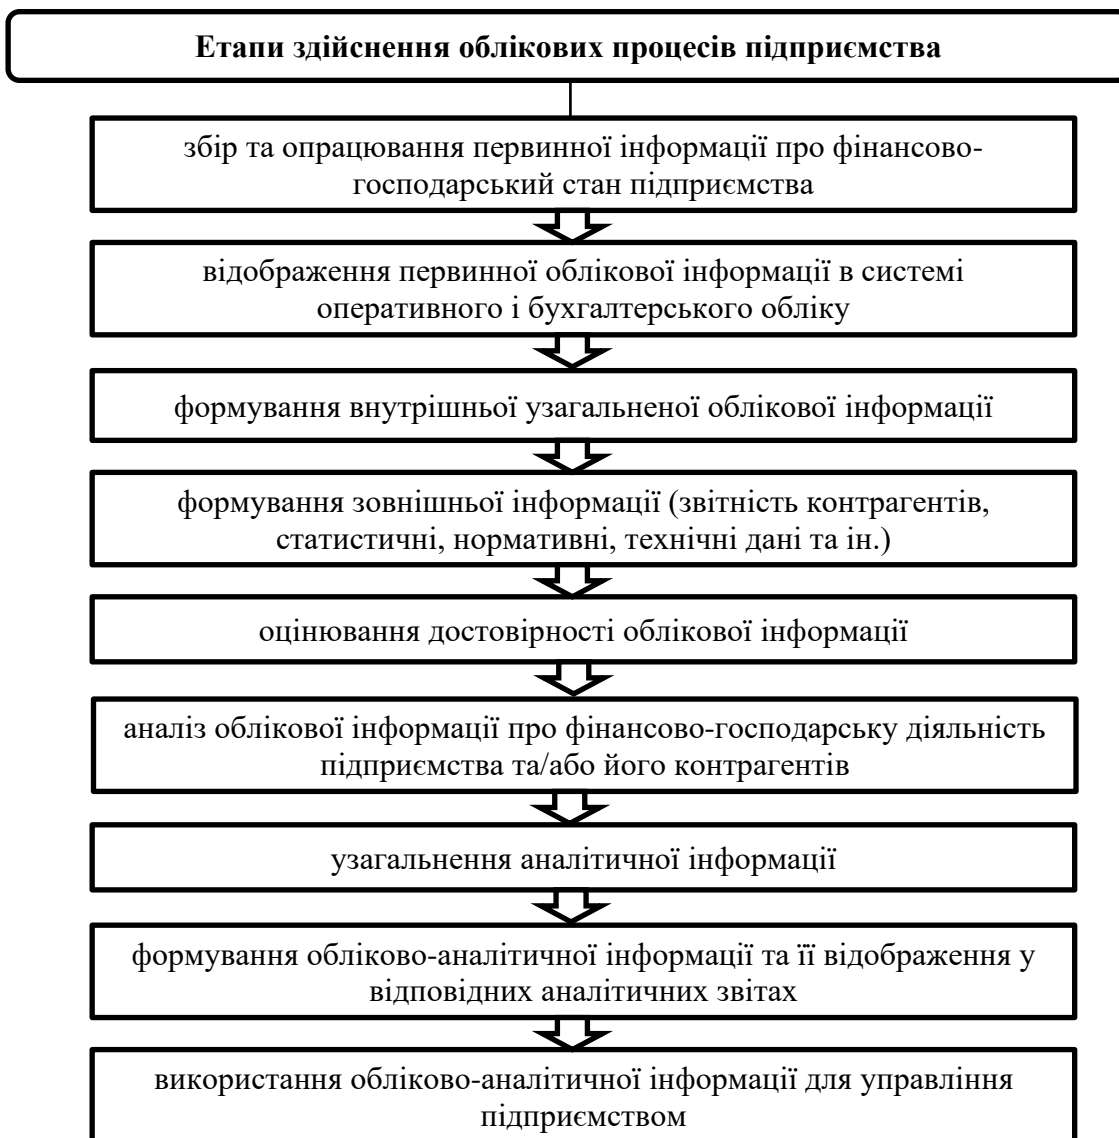 Етапи здійснення облікових процесів підприємства
збір та опрацювання первинної інформації про фінансово-
господарський стан підприємства
відображення первинної облікової інформації в системі
оперативного і бухгалтерського обліку
формування внутрішньої узагальненої облікової інформації
формування зовнішньої інформації (звітність контрагентів,
статистичні, нормативні, технічні дані та ін.)
оцінювання достовірності облікової інформації
аналіз облікової інформації про фінансово-господарську діяльність
підприємства та/або його контрагентів
узагальнення аналітичної інформації
формування обліково-аналітичної інформації та її відображення у
відповідних аналітичних звітах
використання обліково-аналітичної інформації для управління
підприємством